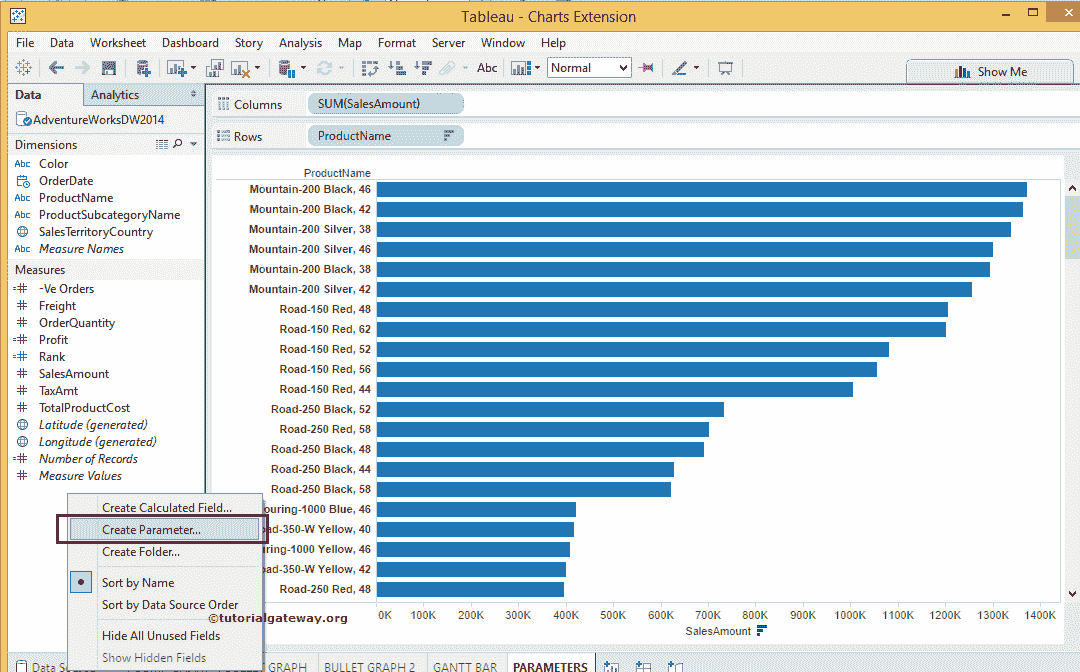 Tableau - Charts Extension
File Data Worksheet Dashboard Story Analysis Map Format Server Window Help
Abc Normal Show Me
Data Analytics
AdventureWorksDW2014
Dimensions
Abc Color
OrderDate
Abc ProductName
Abc ProductSubcategoryName
SalesTerritoryCountry
Abc Measure Names
Measures
-Ve Orders
Freight
OrderQuantity
Profit
Rank
SalesAmount
TaxAmt
TotalProductCost
Latitude (generated)
Longitude (generated)
Number of Records
Measure Values
Create Calculated Field...
Create Parameter...
Create Folder...
Sort by Name
Sort by Data Source Order
Hide All Unused Fields
Show Hidden Fields
Columns SUM(SalesAmount)
Rows ProductName
ProductName
Mountain-200 Black, 46
Mountain-200 Black, 42
Mountain-200 Silver, 38
Mountain-200 Silver, 46
Mountain-200 Black, 38
Mountain-200 Silver, 42
Road-150 Red, 48
Road-150 Red, 62
Road-150 Red, 52
Road-150 Red, 56
Road-150 Red, 44
Road-250 Black, 52
Road-250 Red, 58
Road-250 Black, 48
Road-250 Black, 44
Road-250 Black, 58
ouring-1000 Blue, 46
ad-350-W Yellow, 40
uring-1000 Yellow, 46
ad-350-W Yellow, 42
Road-250 Red, 48
0K 100K 200K 300K 400K 500K 600K 700K 800K 900K 1000K 1100K 1200K 1300K 1400K
SalesAmount
©tutorialgateway.org
Data GRAPH BULLET GRAPH 2 GANTT BAR PARAMETERS